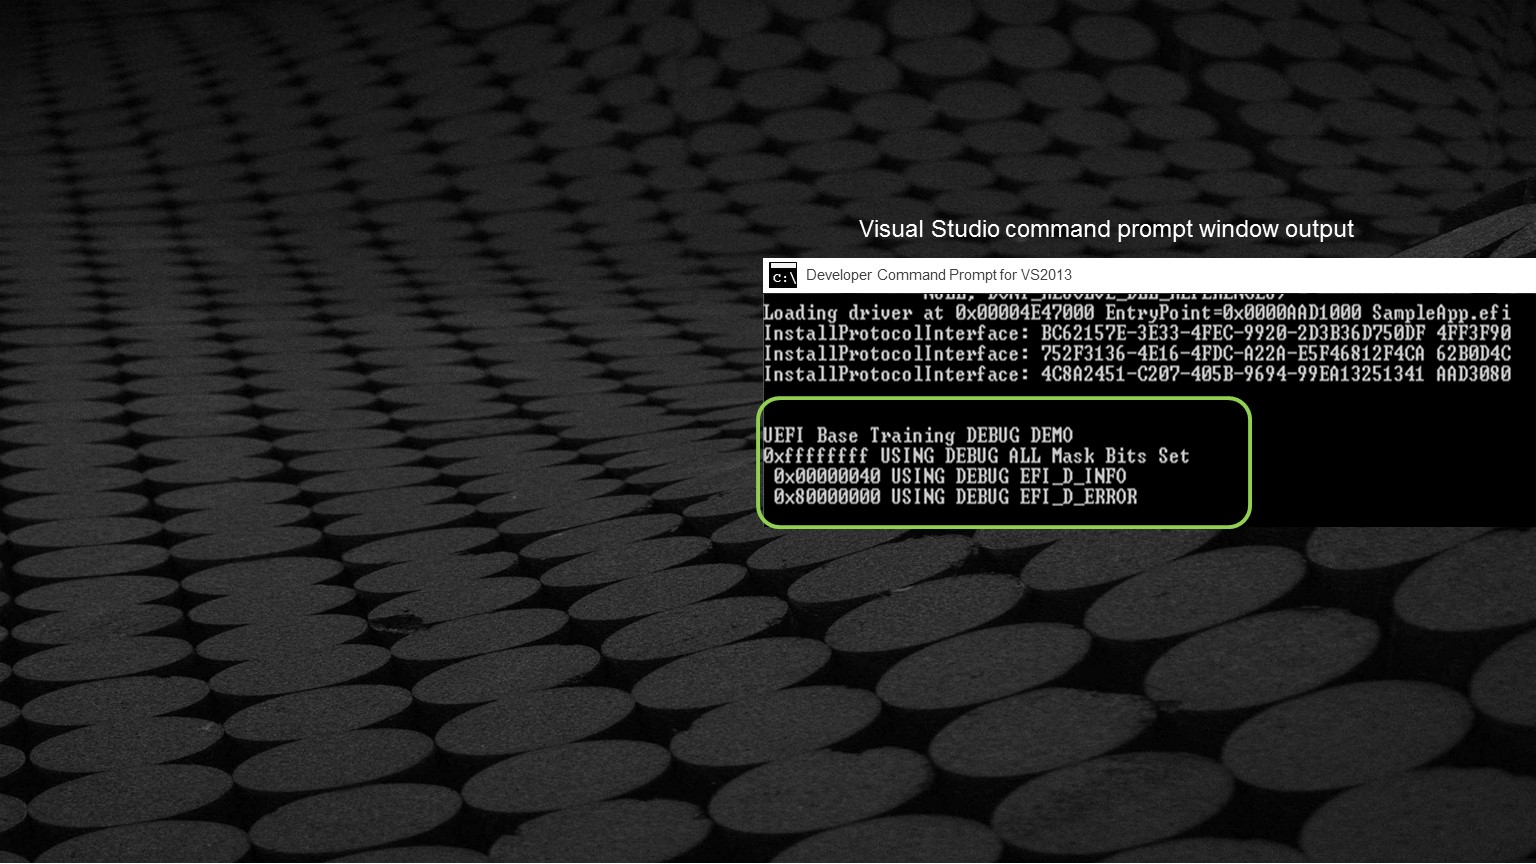 Visual Studio command prompt window output
C:\ Developer Command Prompt for VS2013
Loading driver at 0x00004E47000 EntryPoint=0x0000AAD1000 SampleApp.efi
InstallProtocolInterface: BC62157E-3E33-4FEC-9920-2D3B36D750DF 4FF3F90
InstallProtocolInterface: 752F3136-4E16-4FDC-A22A-E5F46812F4CA 62B0D4C
InstallProtocolInterface: 4C8A2451-C207-405B-9694-99EA13251341 AAD3080
UEFI Base Training DEBUG DEMO
0xffffffff USING DEBUG ALL Mask Bits Set
0x00000040 USING DEBUG EFI_D_INFO
0x80000000 USING DEBUG EFI_D_ERROR